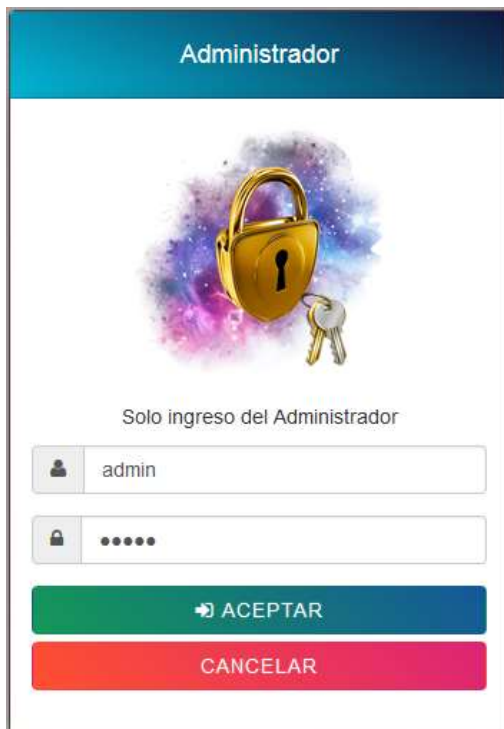 Administrador
Solo ingreso del Administrador
admin
•••••
ACEPTAR
CANCELAR